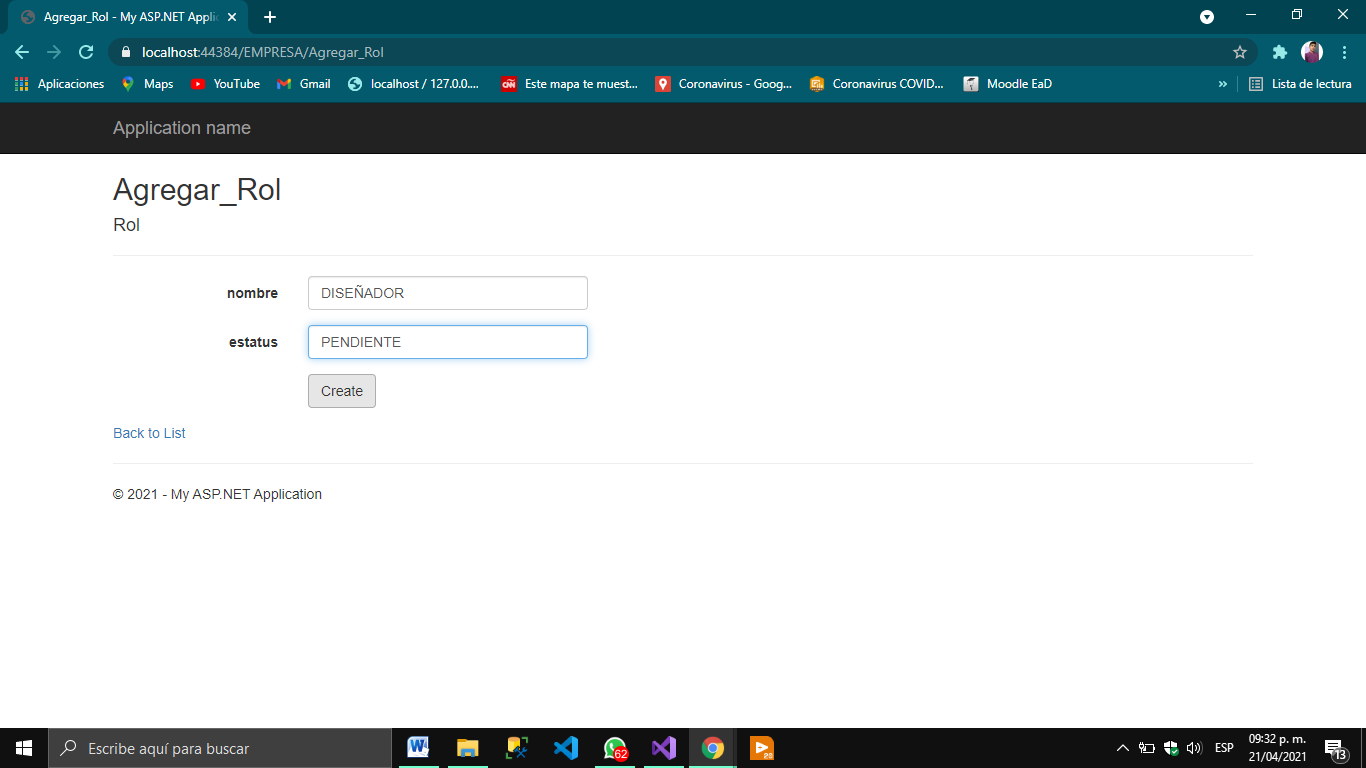 Agregar_Rol - My ASP.NET Applic
localhost:44384/EMPRESA/Agregar_Rol
Aplicaciones
Maps
YouTube
Gmail
localhost / 127.0.0....
CNN
Este mapa te muest...
Coronavirus - Goog...
Coronavirus COVID...
Moodle EaD
»
Lista de lectura
Application name
Agregar_Rol
Rol
nombre
DISEÑADOR
estatus
PENDIENTE
Create
Back to List
© 2021 - My ASP.NET Application
Escribe aquí para buscar
W
62
23
ESP
09:32 p. m.
21/04/2021
13